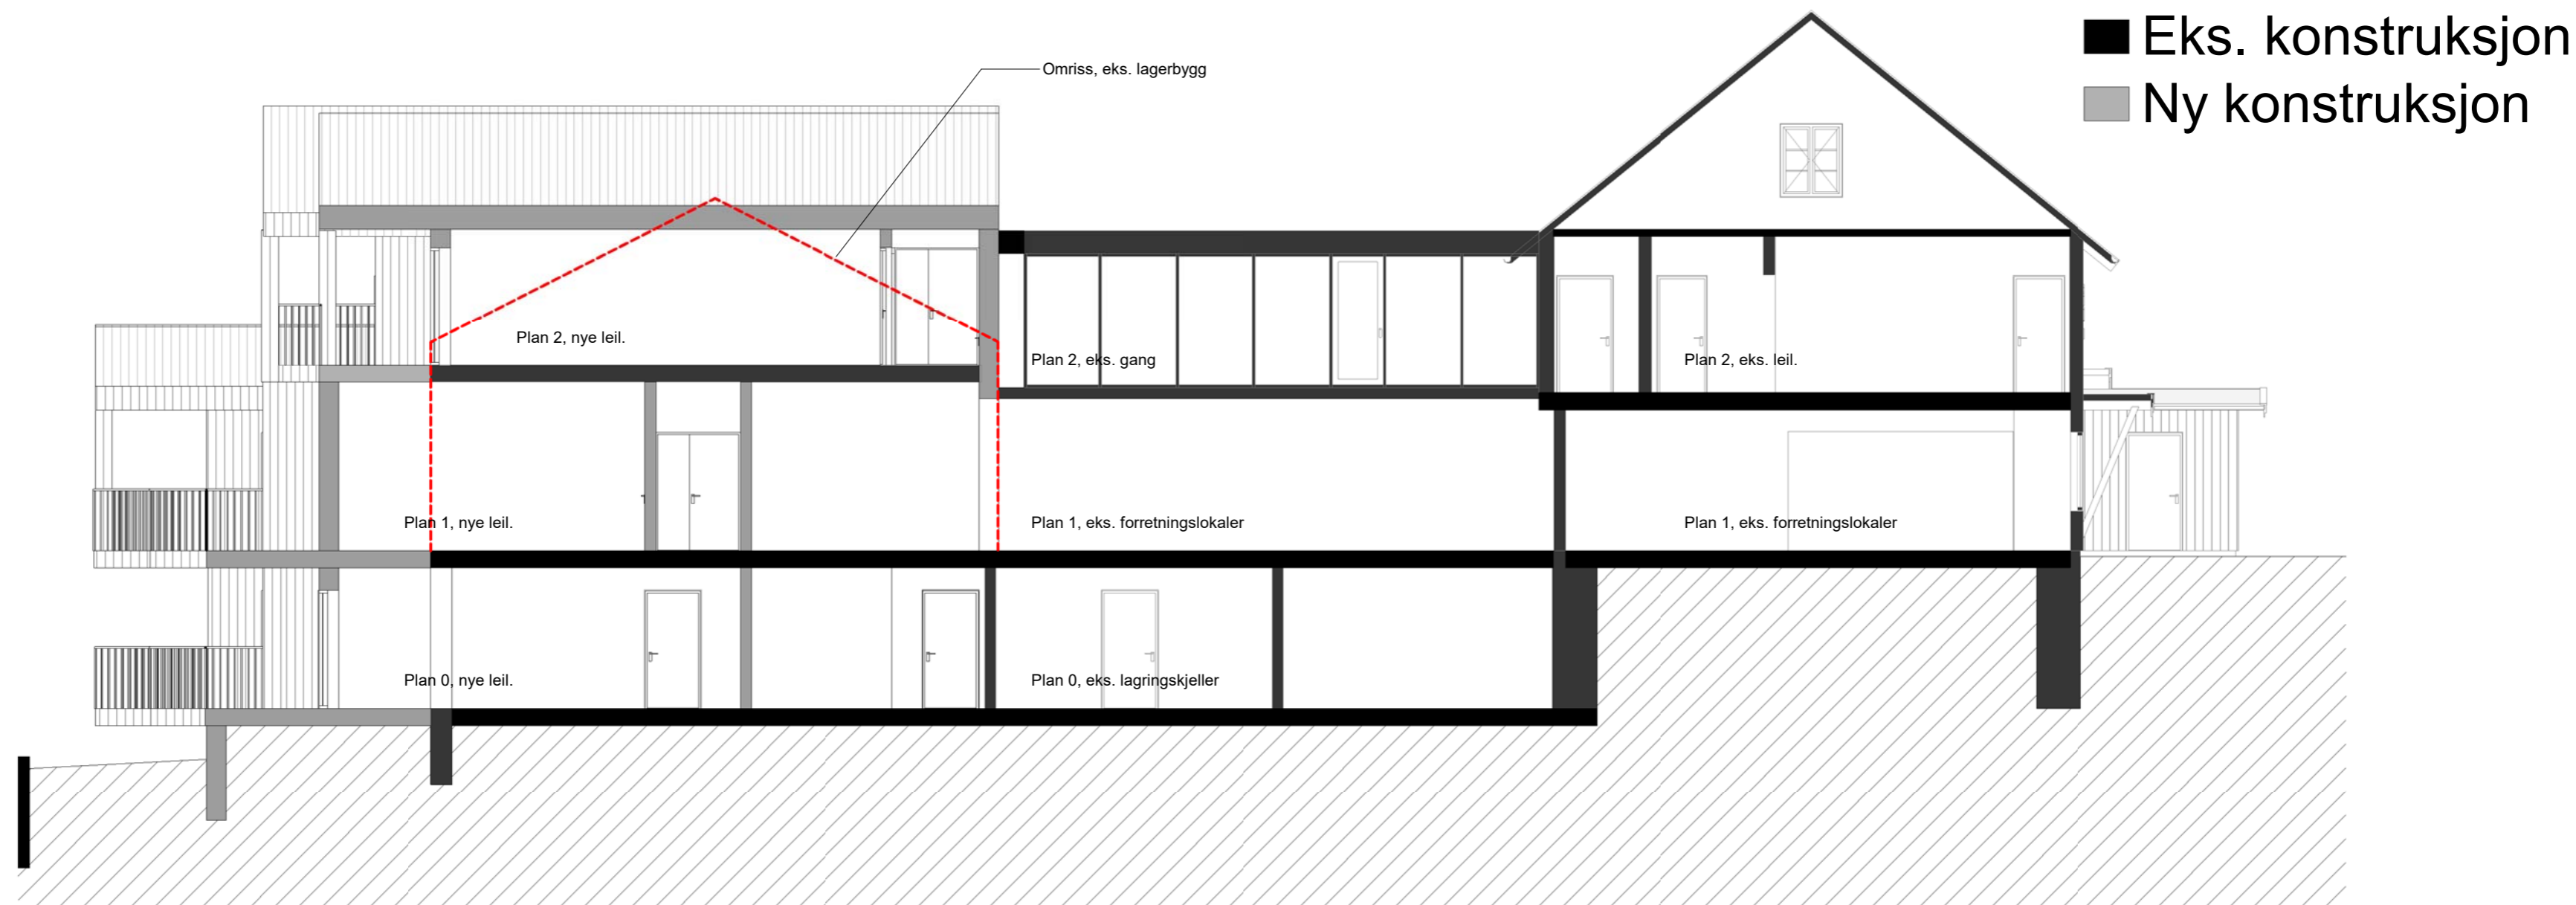 Eks. konstruksjon
Ny konstruksjon
Omriss, eks. lagerbygg
Plan 2, nye leil.
Plan 2, eks. gang
Plan 2, eks. leil.
Plan 1, nye leil.
Plan 1, eks. forretningslokaler
Plan 1, eks. forretningslokaler
Plan 0, nye leil.
Plan 0, eks. lagringskjeller